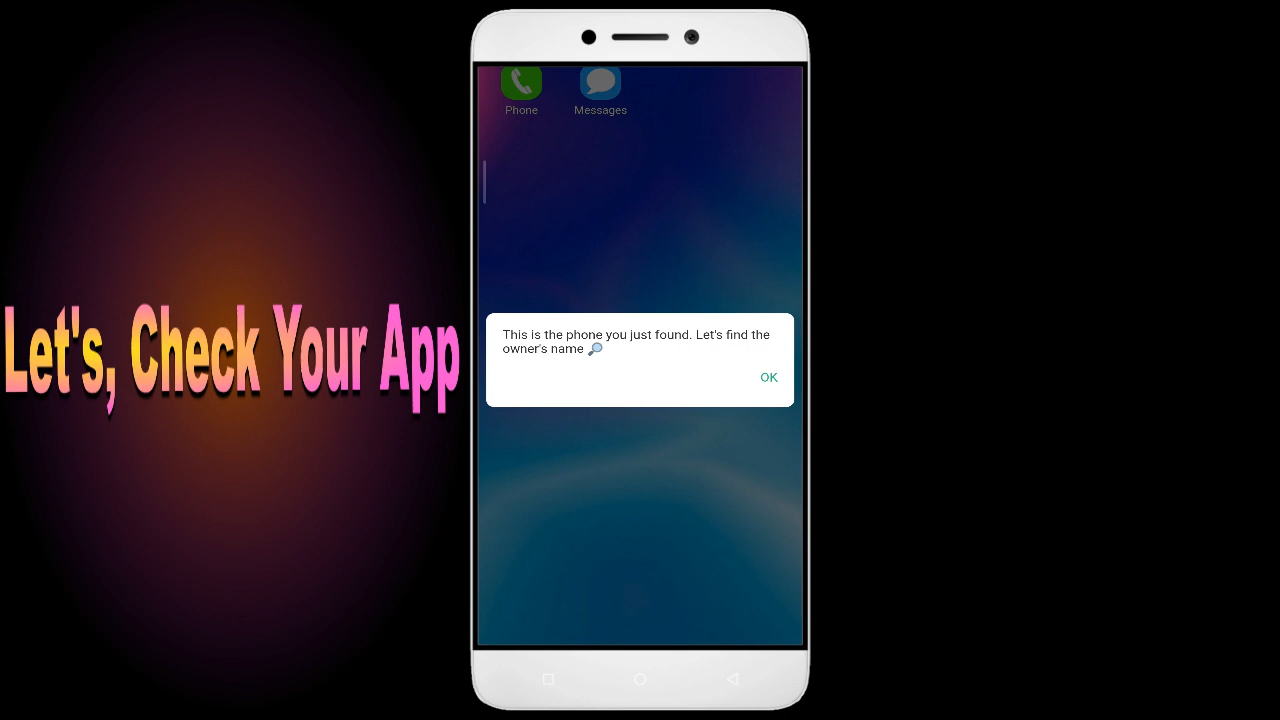 Phone
Messages
This is the phone you just found. Let's find the
owner's name 🔎
OK
Let's, Check Your App